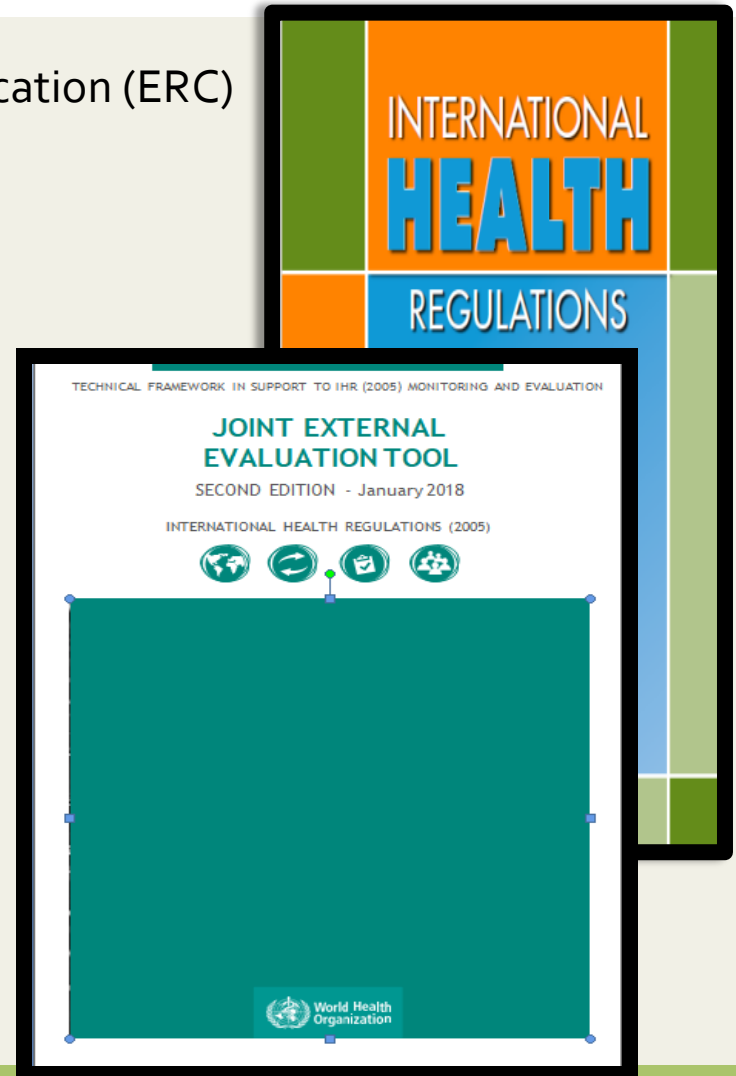 cation (ERC)
INTERNATIONAL
HEALTH
REGULATIONS
TECHNICAL FRAMEWORK IN SUPPORT TO IHR (2005) MONITORING AND EVALUATION
JOINT EXTERNAL
EVALUATION TOOL
SECOND EDITION - January 2018
INTERNATIONAL HEALTH REGULATIONS (2005)
World Health
Organization